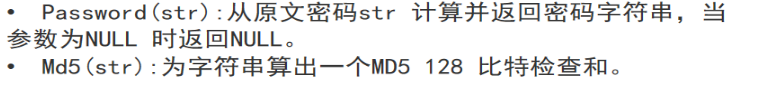 • Password(str):从原文密码str 计算并返回密码字符串，当
参数为NULL 时返回NULL。
• Md5(str):为字符串算出一个MD5 128 比特检查和。